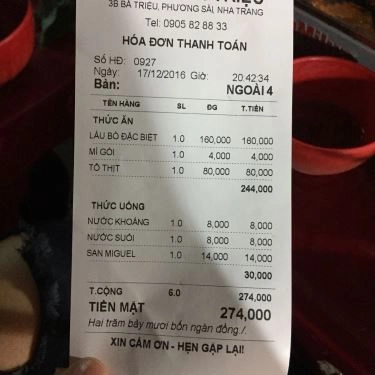 3B BÀ TRIỆU, PHƯỜNG SÀI, NHA TRANG
Tel: 0905 82 88 33
HÓA ĐƠN THANH TOÁN
Số HĐ: 0927
Ngày: 17/12/2016 Giờ: 20:42:34
Bàn: NGOÀI 4
TÊN HÀNG SL ĐG T.TIỀN
THỨC ĂN
LẨU BÒ ĐẶC BIỆT 1.0 160,000 160,000
MÌ GÓI 1.0 4,000 4,000
TÔ THỊT 1.0 80,000 80,000
244,000
THỨC UỐNG
NƯỚC KHOÁNG 1.0 8,000 8,000
NƯỚC SUỐI 1.0 8,000 8,000
SAN MIGUEL 1.0 14,000 14,000
30,000
T.CỘNG 6.0 274,000
TIỀN MẶT 274,000
Hai trăm bảy mươi bốn ngàn đồng./.
XIN CẢM ƠN - HẸN GẶP LẠI!